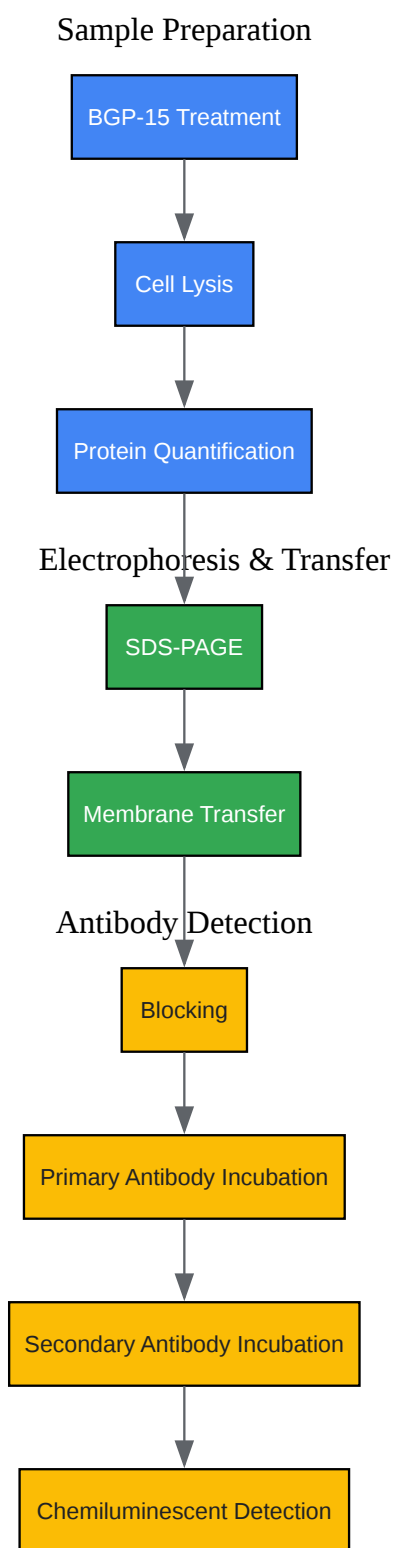 Sample Preparation
BGP-15 Treatment
Cell Lysis
Protein Quantification
Electrophoresis & Transfer
SDS-PAGE
Membrane Transfer
Antibody Detection
Blocking
Primary Antibody Incubation
Secondary Antibody Incubation
Chemiluminescent Detection